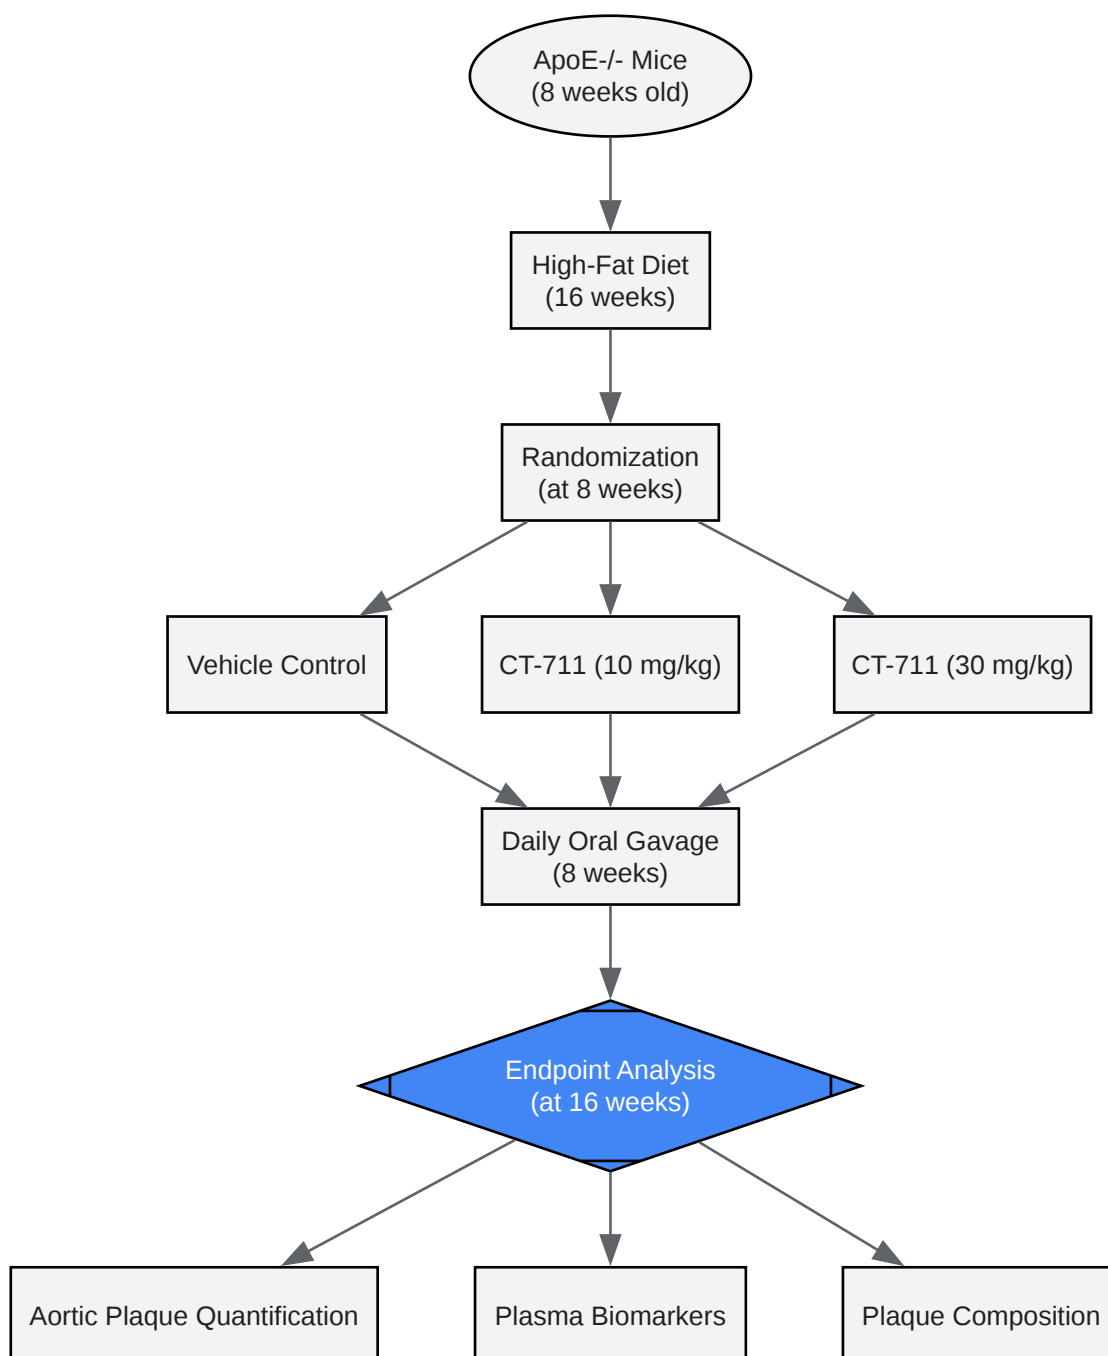 ApoE-/- Mice
(8 weeks old)
High-Fat Diet
(16 weeks)
Randomization
(at 8 weeks)
Vehicle Control
CT-711 (10 mg/kg)
CT-711 (30 mg/kg)
Daily Oral Gavage
(8 weeks)
Endpoint Analysis
(at 16 weeks)
Aortic Plaque Quantification
Plasma Biomarkers
Plaque Composition